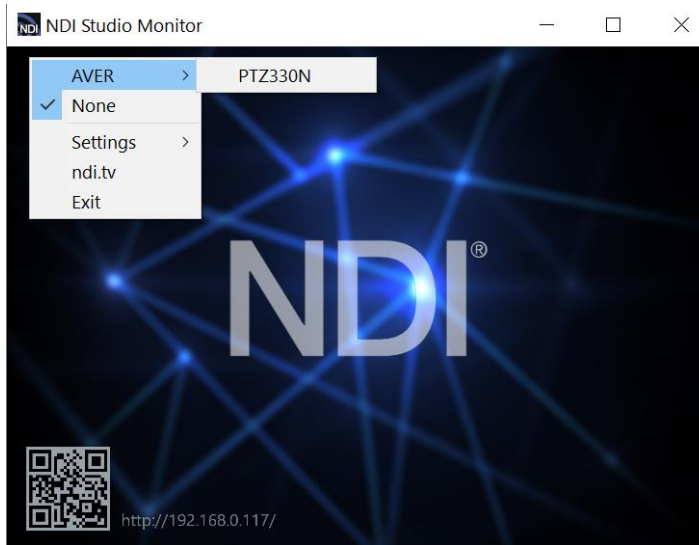 NDI Studio Monitor
AVER > PTZ330N
✓ None
Settings >
ndi.tv
Exit
NDI®
http://192.168.0.117/